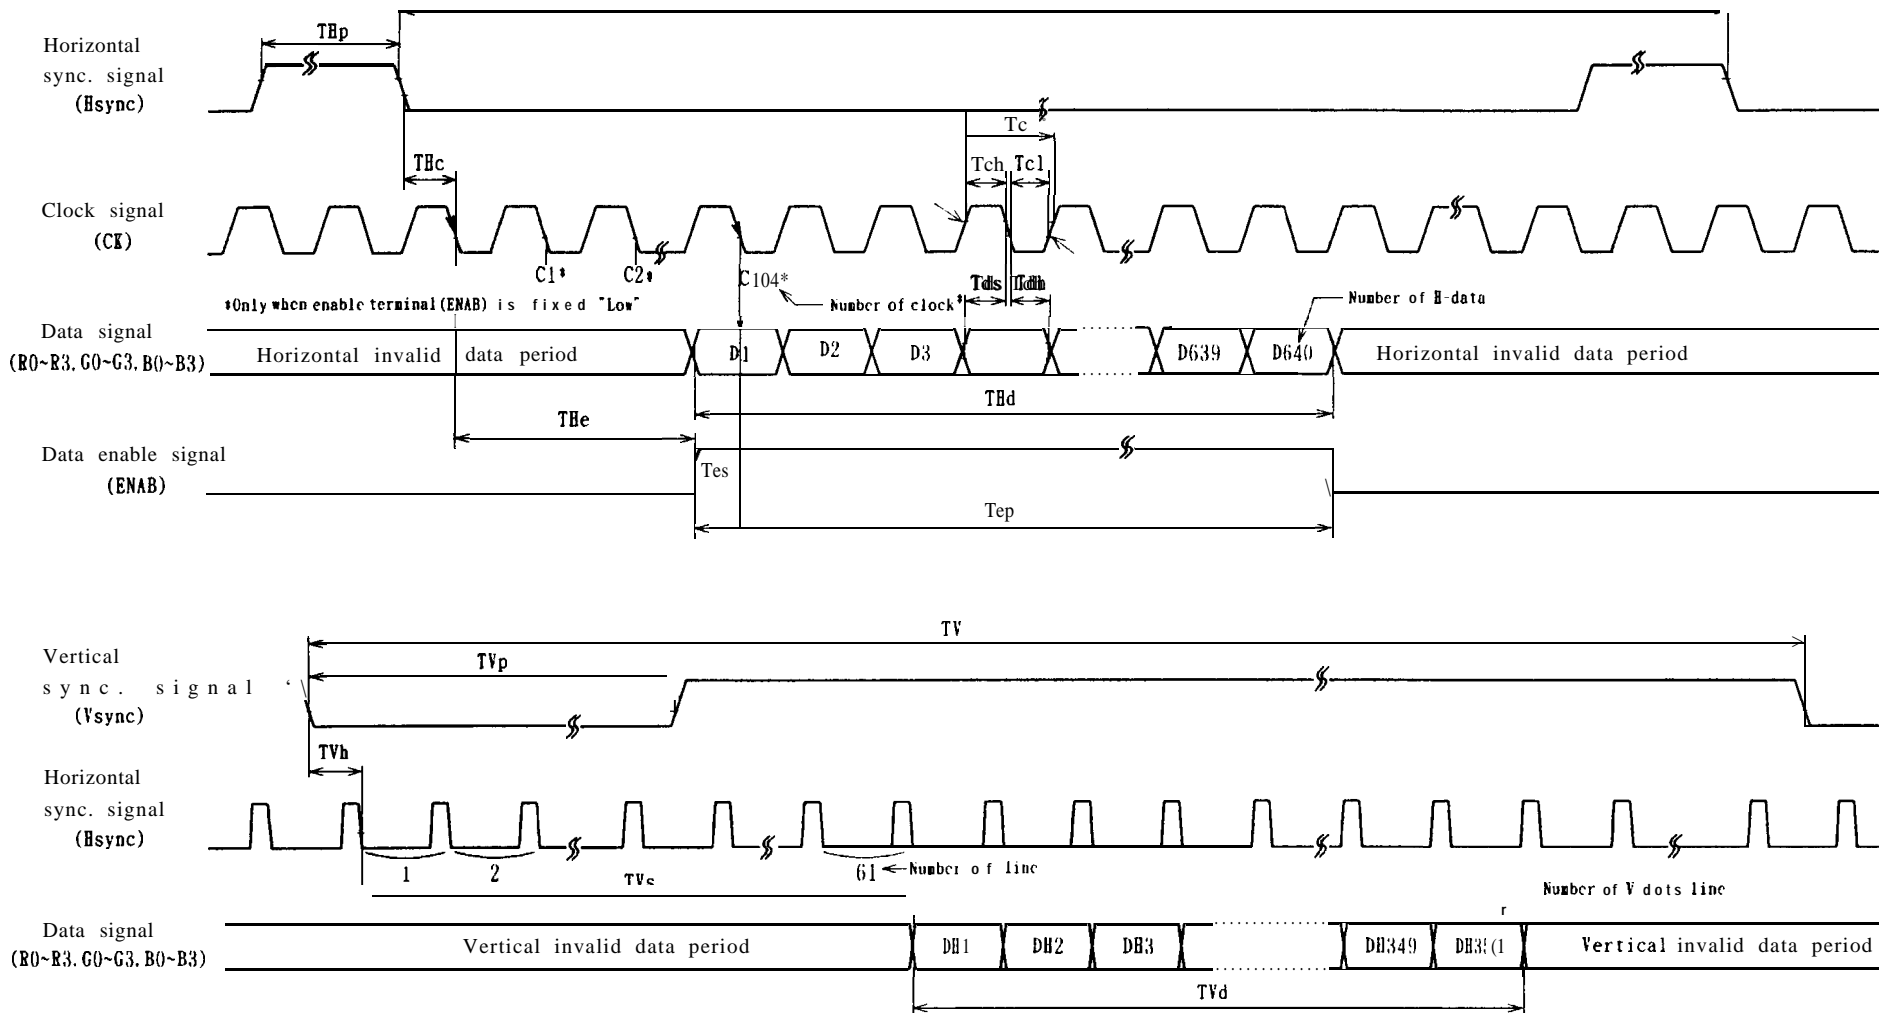 THp
Horizontal
sync. signal
(Hsync)
Tc
THc
Tch Tcl
Clock signal
(CK)
C1* C2* C104*
Tds Tdh
*Only when enable terminal(ENAB) is fixed "Low"
Number of clock*
Number of H-data
Data signal
(R0~R3, G0~G3, B0~B3)
Horizontal invalid data period D1 D2 D3 D639 D640 Horizontal invalid data period
THd
THe
Data enable signal
(ENAB)
Tes
Tep
TV
Vertical
sync. signal
(Vsync)
TVp
TVh
Horizontal
sync. signal
(Hsync)
1 2 61 Number of line
TVs
Number of V dots line
Data signal
(R0~R3, G0~G3, B0~B3)
Vertical invalid data period DH1 DH2 DH3 DH349 Vertical invalid data period
TVd